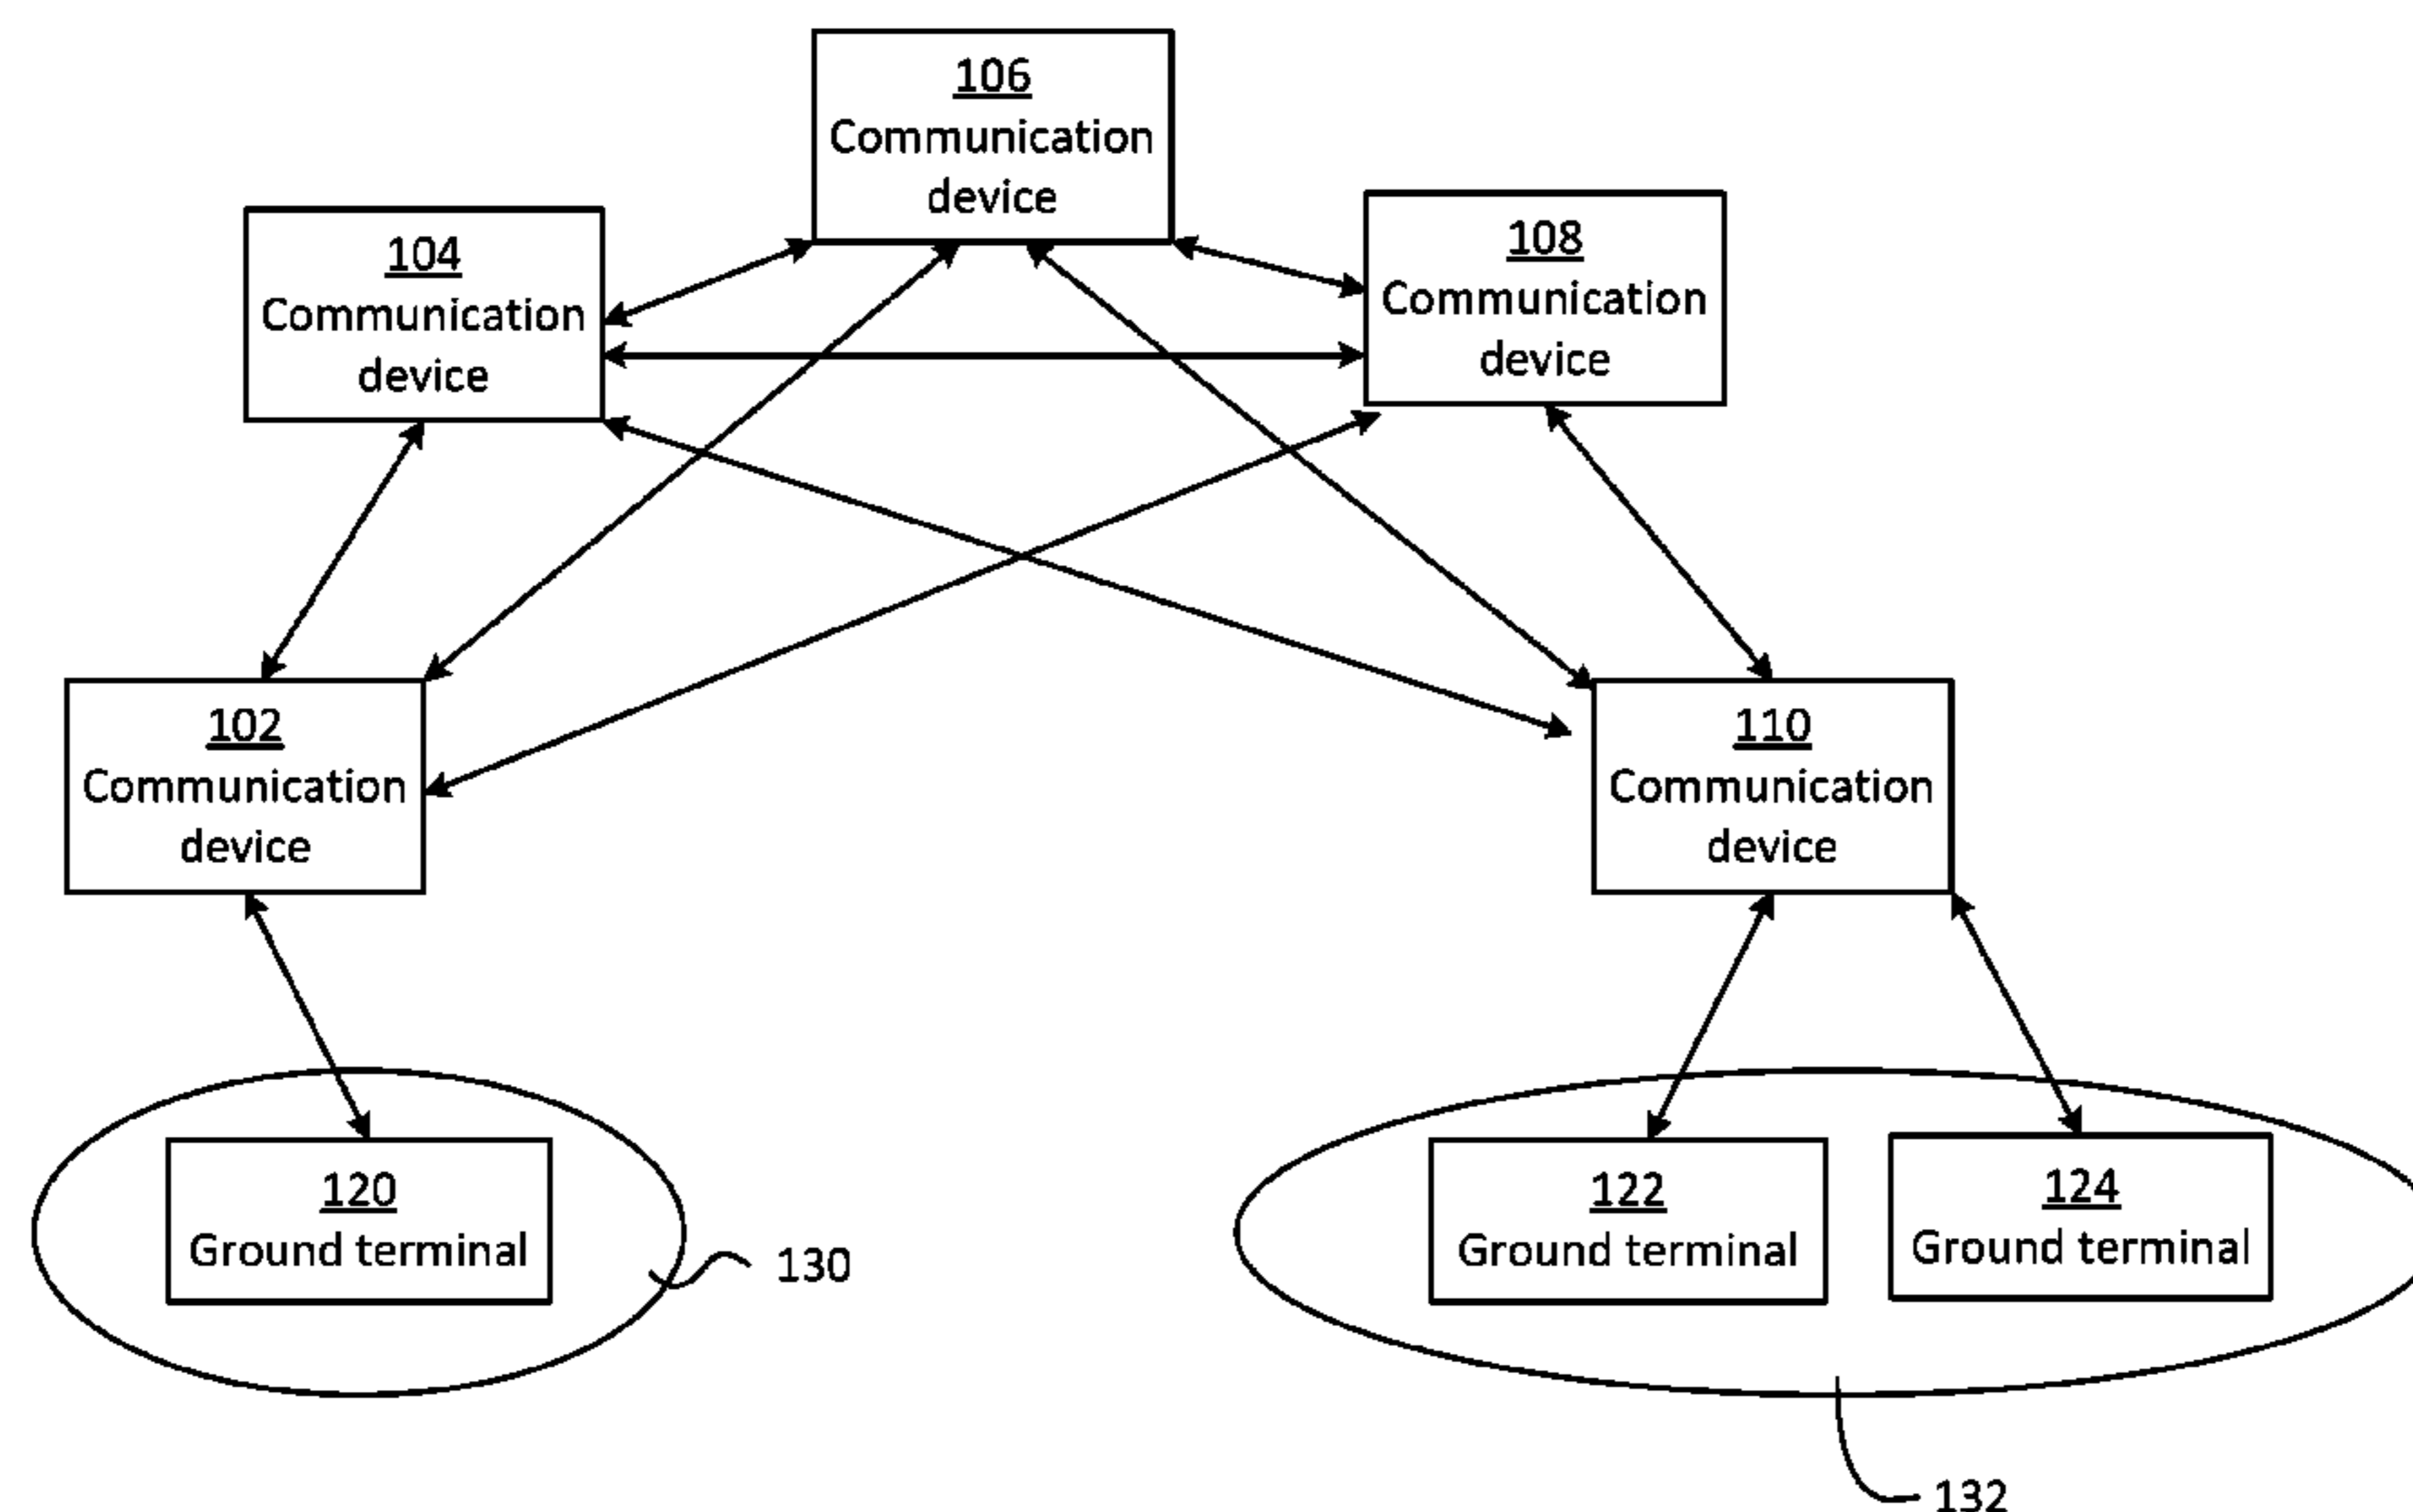 106
Communication
device
104
Communication
device
108
Communication
device
102
Communication
device
110
Communication
device
120
Ground terminal
130
122
Ground terminal
124
Ground terminal
132